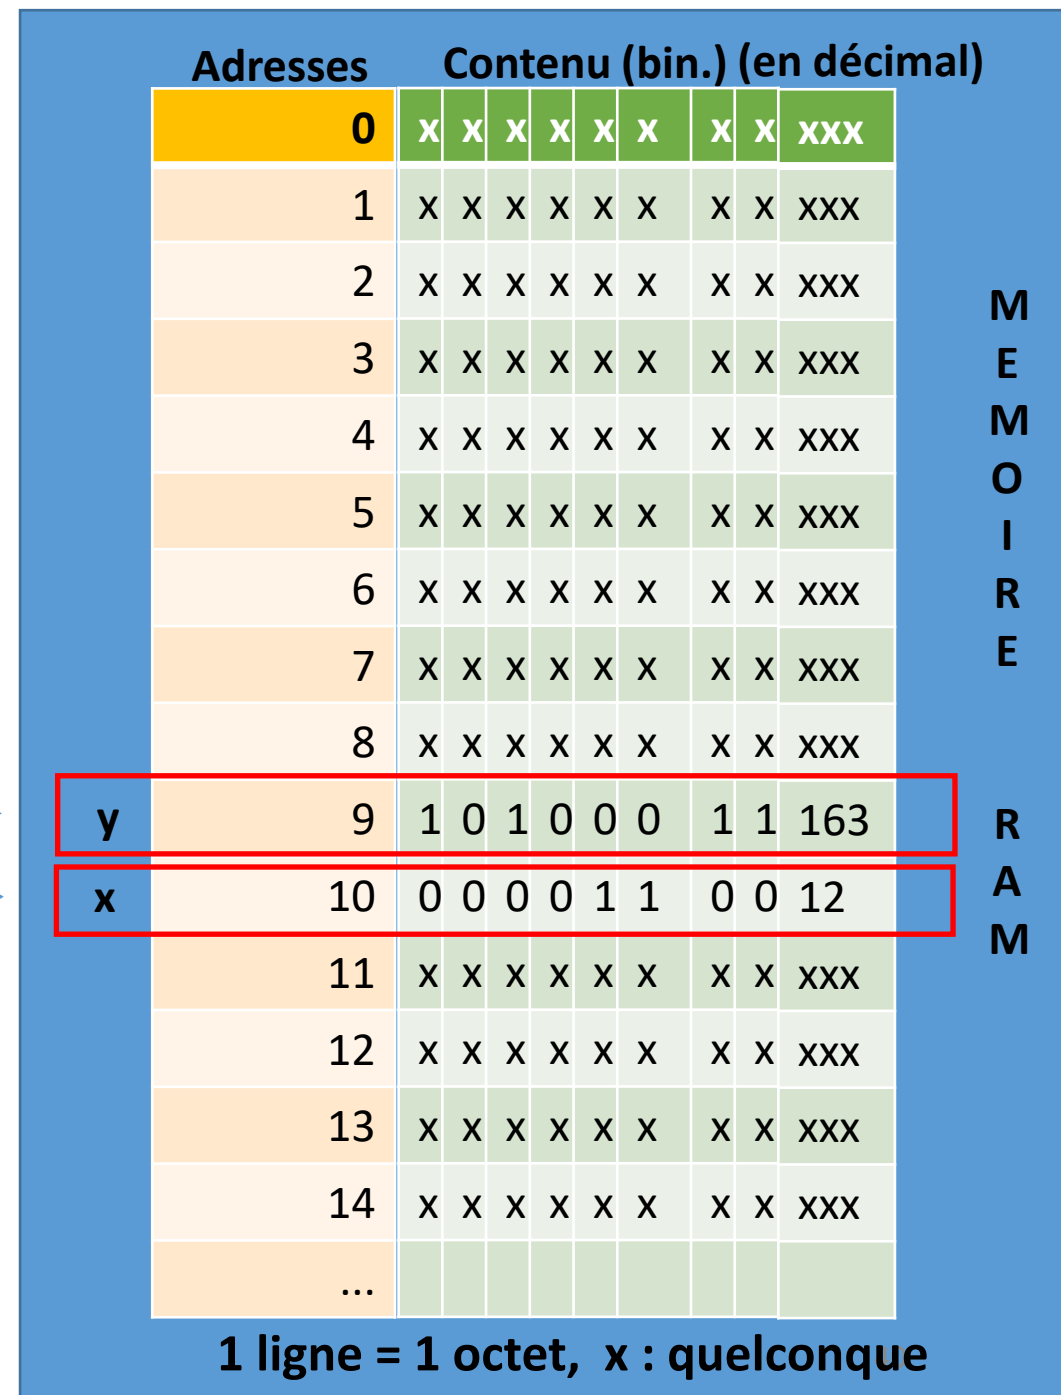 Adresses Contenu (bin.) (en décimal)
0 x x x x x x x x xxx
1 x x x x x x x x xxx
2 x x x x x x x x xxx
3 x x x x x x x x xxx
4 x x x x x x x x xxx
5 x x x x x x x x xxx
6 x x x x x x x x xxx
7 x x x x x x x x xxx
8 x x x x x x x x xxx
y 9 1 0 1 0 0 0 1 1 163
x 10 0 0 0 0 1 1 0 0 12
11 x x x x x x x x xxx
12 x x x x x x x x xxx
13 x x x x x x x x xxx
14 x x x x x x x x xxx
...
MEMOIRE RAM
1 ligne = 1 octet, x : quelconque